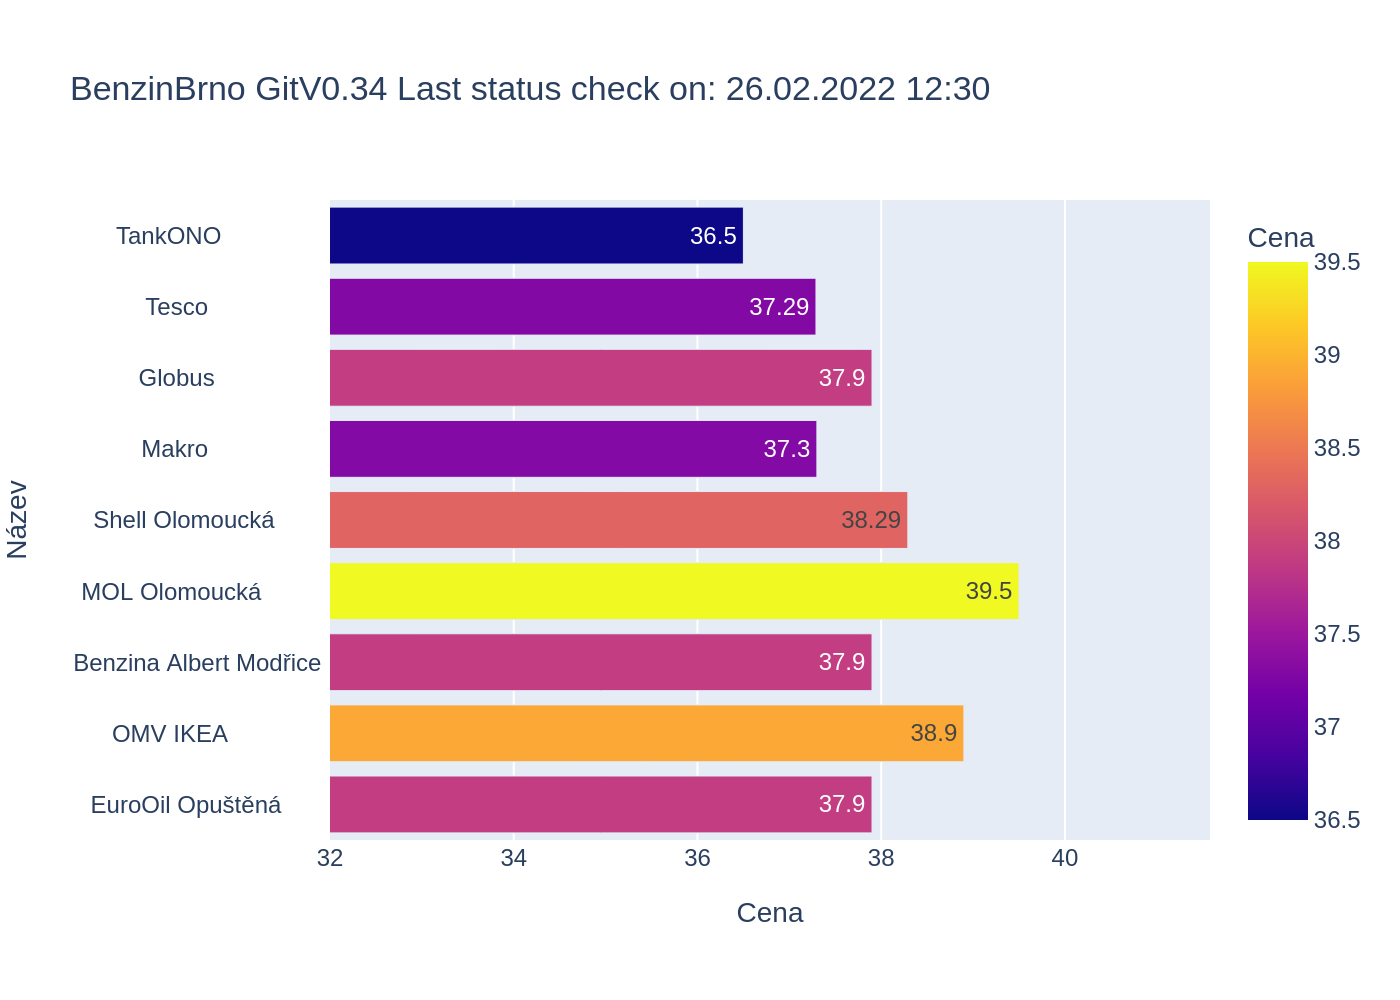 BenzinBrno GitV0.34 Last status check on: 26.02.2022 12:30
TankONO 36.5
Tesco 37.29
Globus 37.9
Makro 37.3
Shell Olomoucká 38.29
MOL Olomoucká 39.5
Benzina Albert Modřice 37.9
OMV IKEA 38.9
EuroOil Opuštěná 37.9
Název
32 34 36 38 40
Cena
Cena
39.5
39
38.5
38
37.5
37
36.5